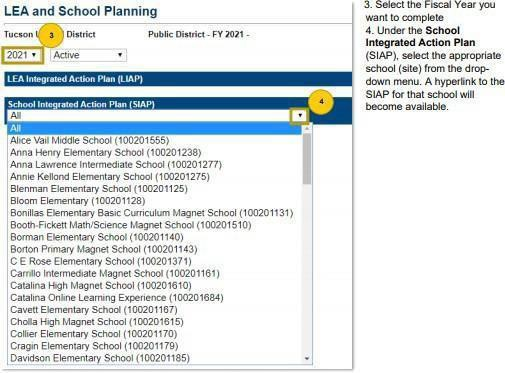 LEA and School Planning
Tucson U District Public District - FY 2021 -
3
2021 Active
LEA Integrated Action Plan (LIAP)
School Integrated Action Plan (SIAP)
All
4
All
Alice Vail Middle School (100201555)
Anna Henry Elementary School (100201238)
Anna Lawrence Intermediate School (100201277)
Annie Kellond Elementary School (100201275)
Blenman Elementary School (100201125)
Bloom Elementary (100201128)
Bonillas Elementary Basic Curriculum Magnet School (100201131)
Booth-Fickett Math/Science Magnet School (100201510)
Borman Elementary School (100201140)
Borton Primary Magnet School (100201143)
C E Rose Elementary School (100201371)
Carrillo Intermediate Magnet School (100201161)
Catalina High Magnet School (100201610)
Catalina Online Learning Experience (100201684)
Cavett Elementary School (100201167)
Cholla High Magnet School (100201615)
Collier Elementary School (100201170)
Cragin Elementary School (100201179)
Davidson Elementary School (100201185)
3. Select the Fiscal Year you
want to complete
4. Under the School
Integrated Action Plan
(SIAP), select the appropriate
school (site) from the drop-
down menu. A hyperlink to the
SIAP for that school will
become available.